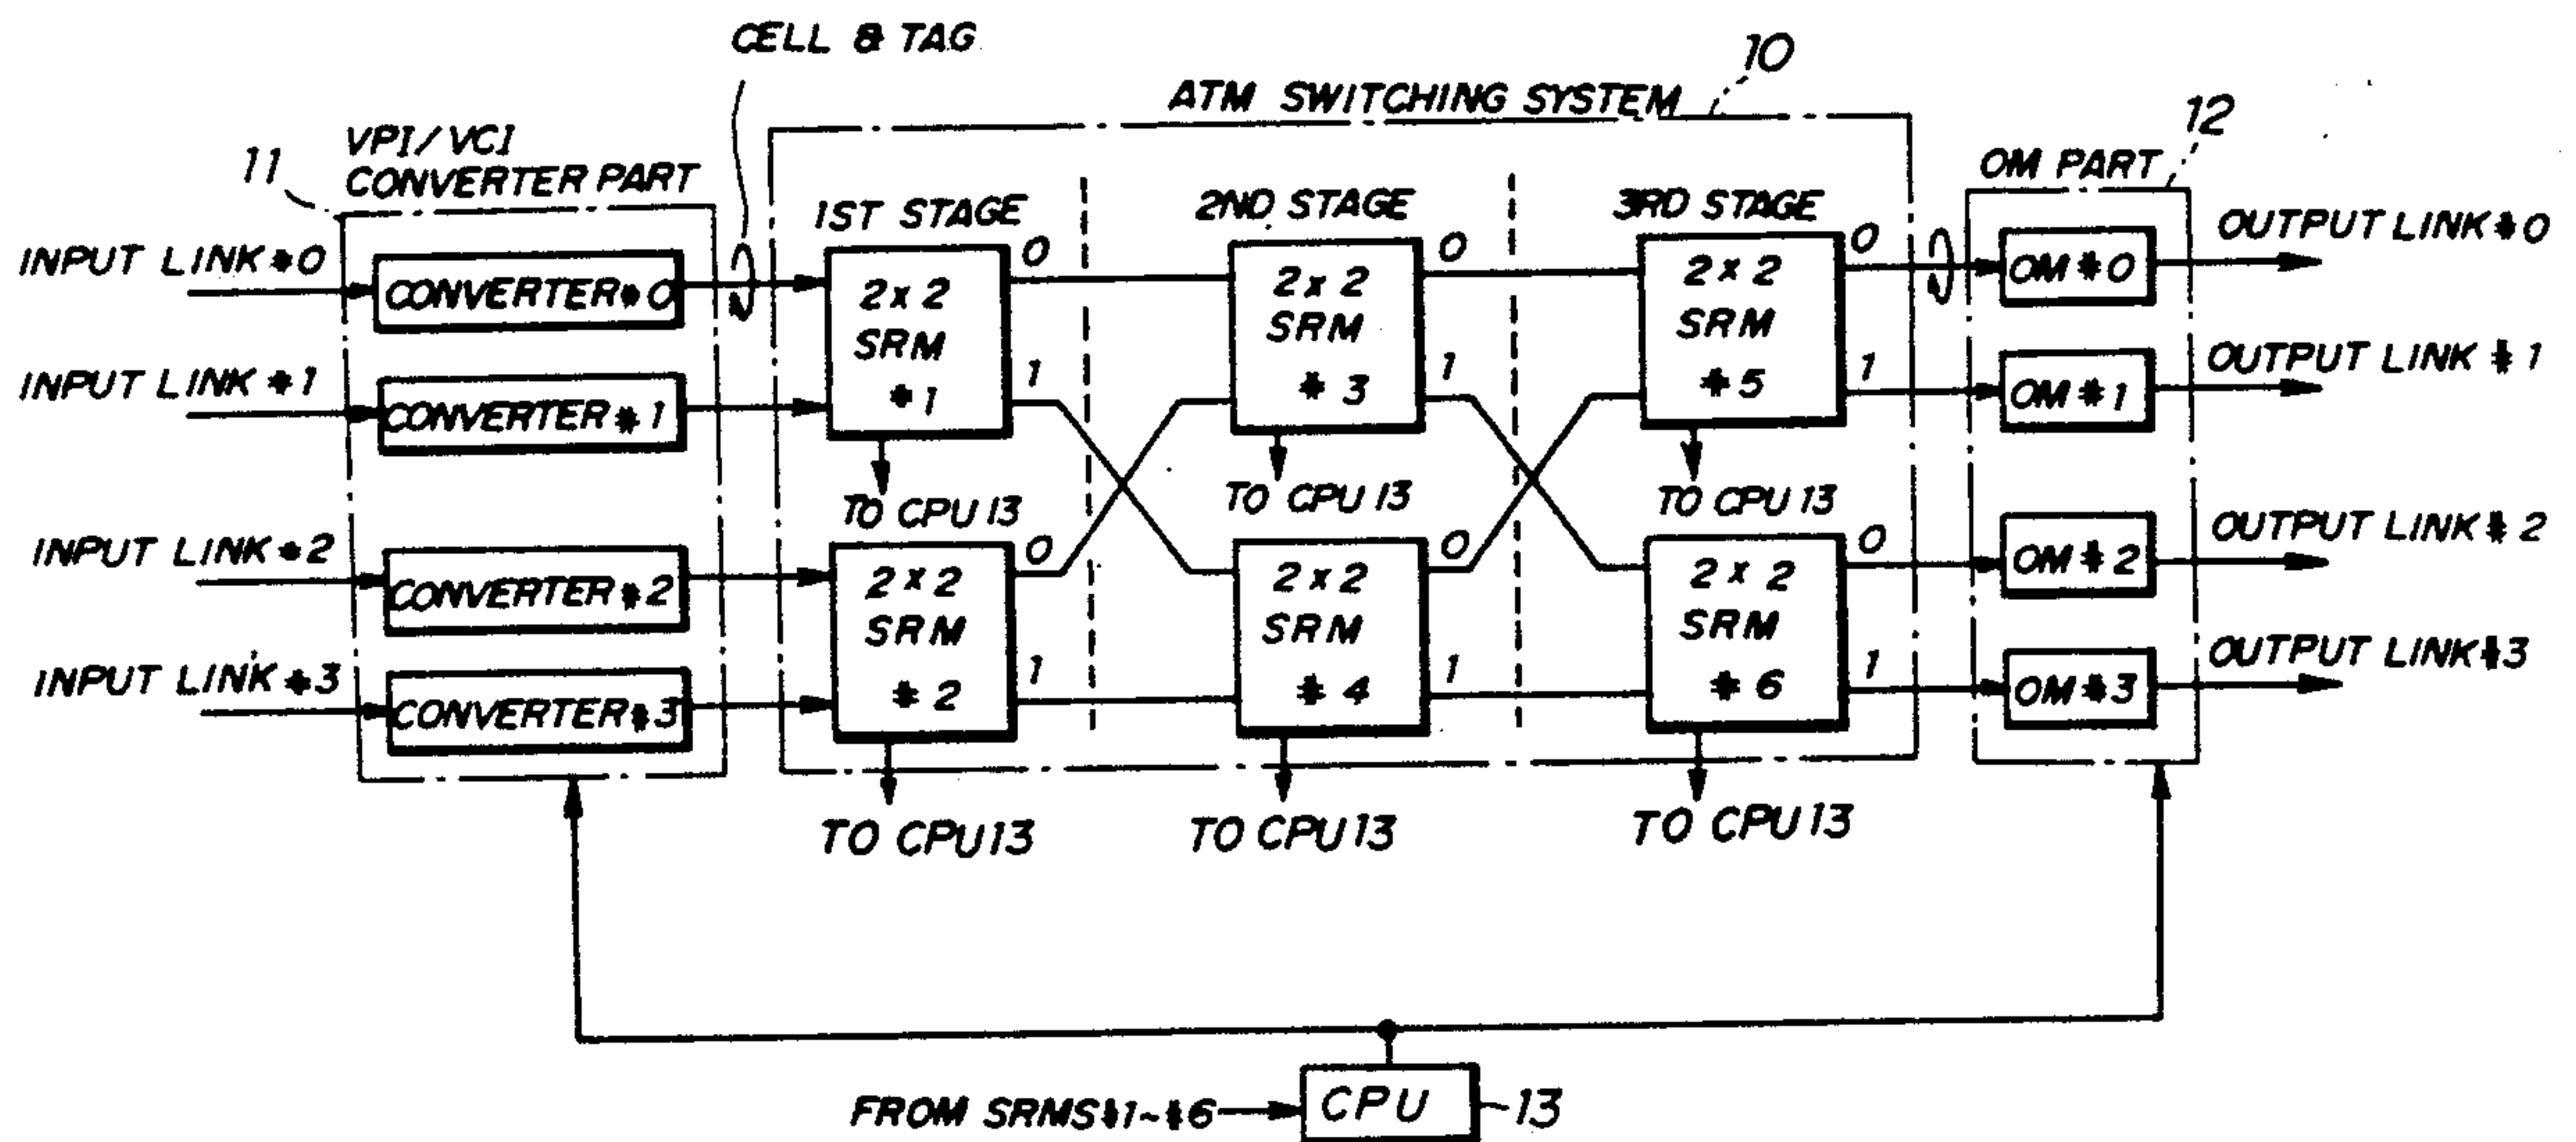 CELL & TAG
ATM SWITCHING SYSTEM
10
12
11
VPI/VCI
CONVERTER PART
OM PART
1ST STAGE
2ND STAGE
3RD STAGE
INPUT LINK #0
CONVERTER #0
2x2
SRM
#1
0
1
2x2
SRM
#3
0
1
2x2
SRM
#5
0
1
OM #0
OUTPUT LINK #0
INPUT LINK #1
CONVERTER #1
OM #1
OUTPUT LINK #1
TO CPU 13
TO CPU 13
TO CPU 13
INPUT LINK #2
CONVERTER #2
2x2
SRM
#2
0
1
2x2
SRM
#4
0
1
2x2
SRM
#6
0
1
OM #2
OUTPUT LINK #2
INPUT LINK #3
CONVERTER #3
OM #3
OUTPUT LINK #3
TO CPU 13
TO CPU 13
TO CPU 13
FROM SRMS #1~#6
CPU
13